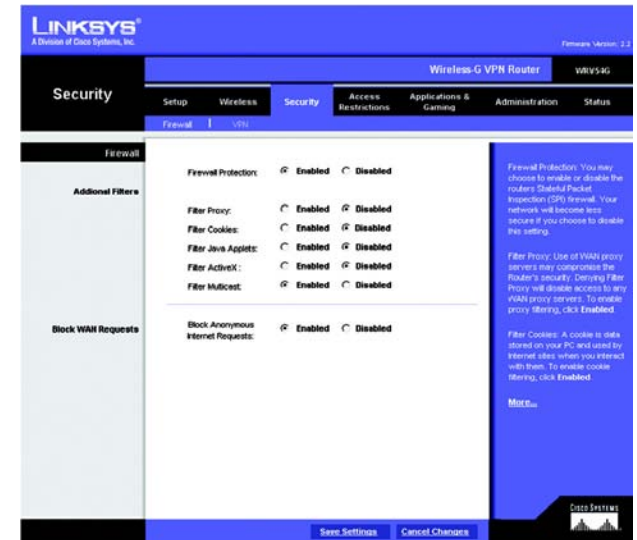 LINKSYS®
A Division of Cisco Systems, Inc.
Firmware Version: 2.2
Wireless-G VPN Router WRV54G
Security
Setup Wireless Security Access Restrictions Applications & Gaming Administration Status
Firewall | VPN
Firewall
Firewall Protection: Enabled Disabled
Addional Filters
Filter Proxy: Enabled Disabled
Filter Cookies: Enabled Disabled
Filter Java Applets: Enabled Disabled
Filter ActiveX : Enabled Disabled
Filter Multicast: Enabled Disabled
Block WAN Requests
Block Anonymous
Internet Requests: Enabled Disabled
Firewall Protection: You may
choose to enable or disable the
routers Stateful Packet
Inspection (SPI) firewall. Your
network will become less
secure if you choose to disable
this setting.
Filter Proxy: Use of WAN proxy
servers may compromise the
Router's security. Denying Filter
Proxy will disable access to any
WAN proxy servers. To enable
proxy filtering, click Enabled.
Filter Cookies: A cookie is data
stored on your PC and used by
Internet sites when you interact
with them. To enable cookie
filtering, click Enabled.
More...
Save Settings Cancel Changes
CISCO SYSTEMS